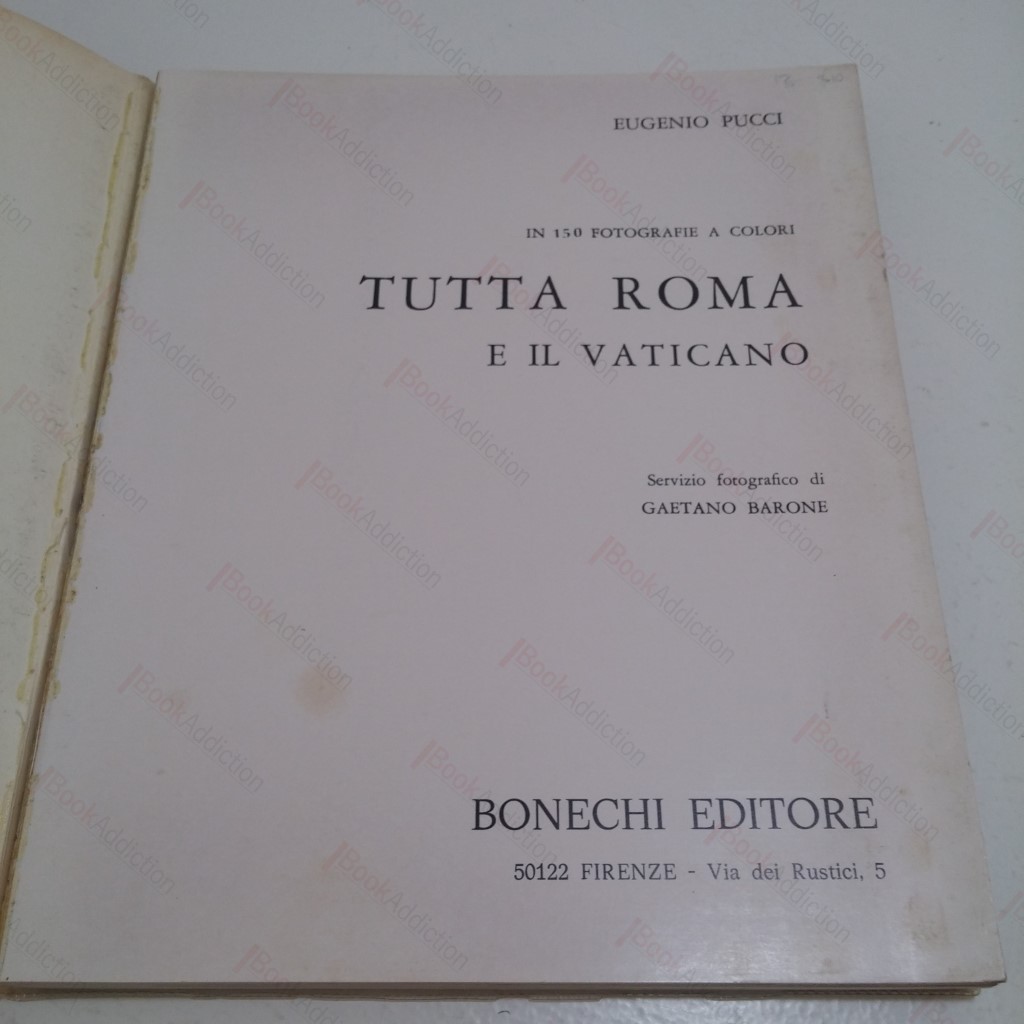 EUGENIO PUCCI
IN 150 FOTOGRAFIE A COLORI
TUTTA ROMA
E IL VATICANO
Servizio fotografico di
GAETANO BARONE
BONECHI EDITORE
50122 FIRENZE - Via dei Rustici, 5
BookAddiction